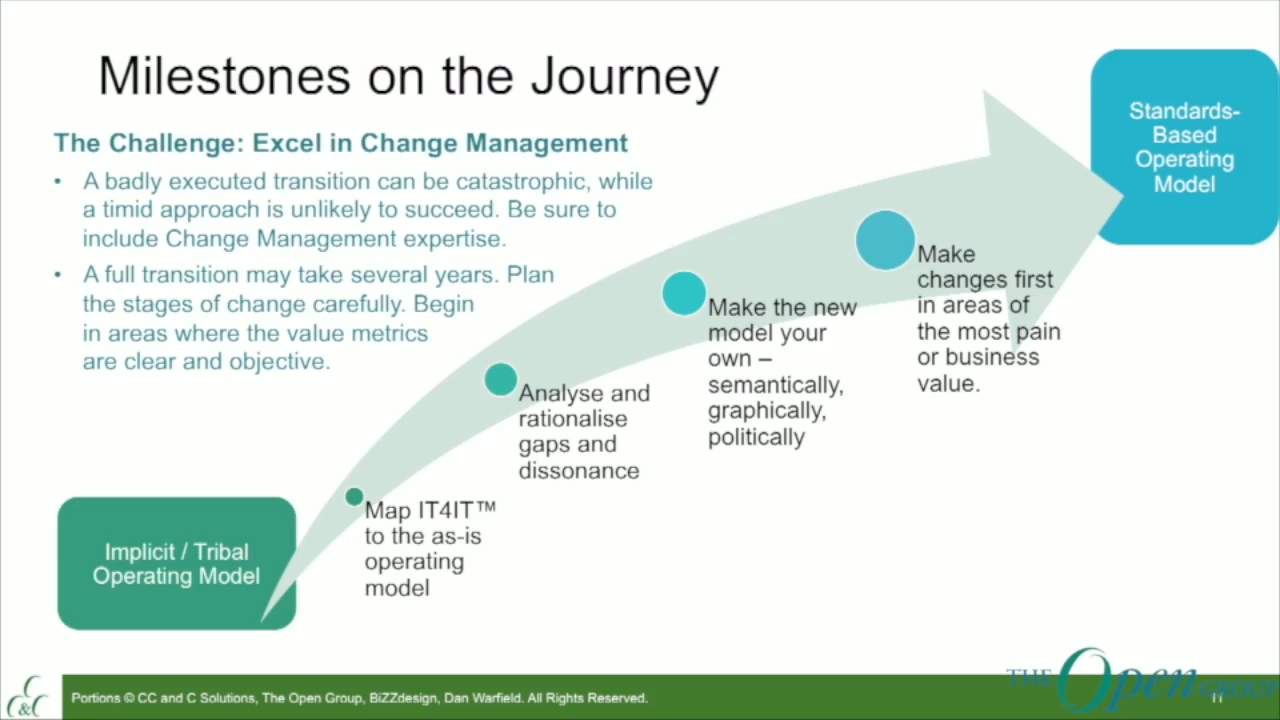 Milestones on the Journey
The Challenge: Excel in Change Management
• A badly executed transition can be catastrophic, while
a timid approach is unlikely to succeed. Be sure to
include Change Management expertise.
• A full transition may take several years. Plan
the stages of change carefully. Begin
in areas where the value metrics
are clear and objective.
Implicit / Tribal
Operating Model
Map IT4IT™
to the as-is
operating
model
Analyse and
rationalise
gaps and
dissonance
Make the new
model your
own –
semantically,
graphically,
politically
Make
changes first
in areas of
the most pain
or business
value.
Standards-
Based
Operating
Model
C&C
Portions © CC and C Solutions, The Open Group, BiZZdesign, Dan Warfield. All Rights Reserved.
THE Open GROUP
11